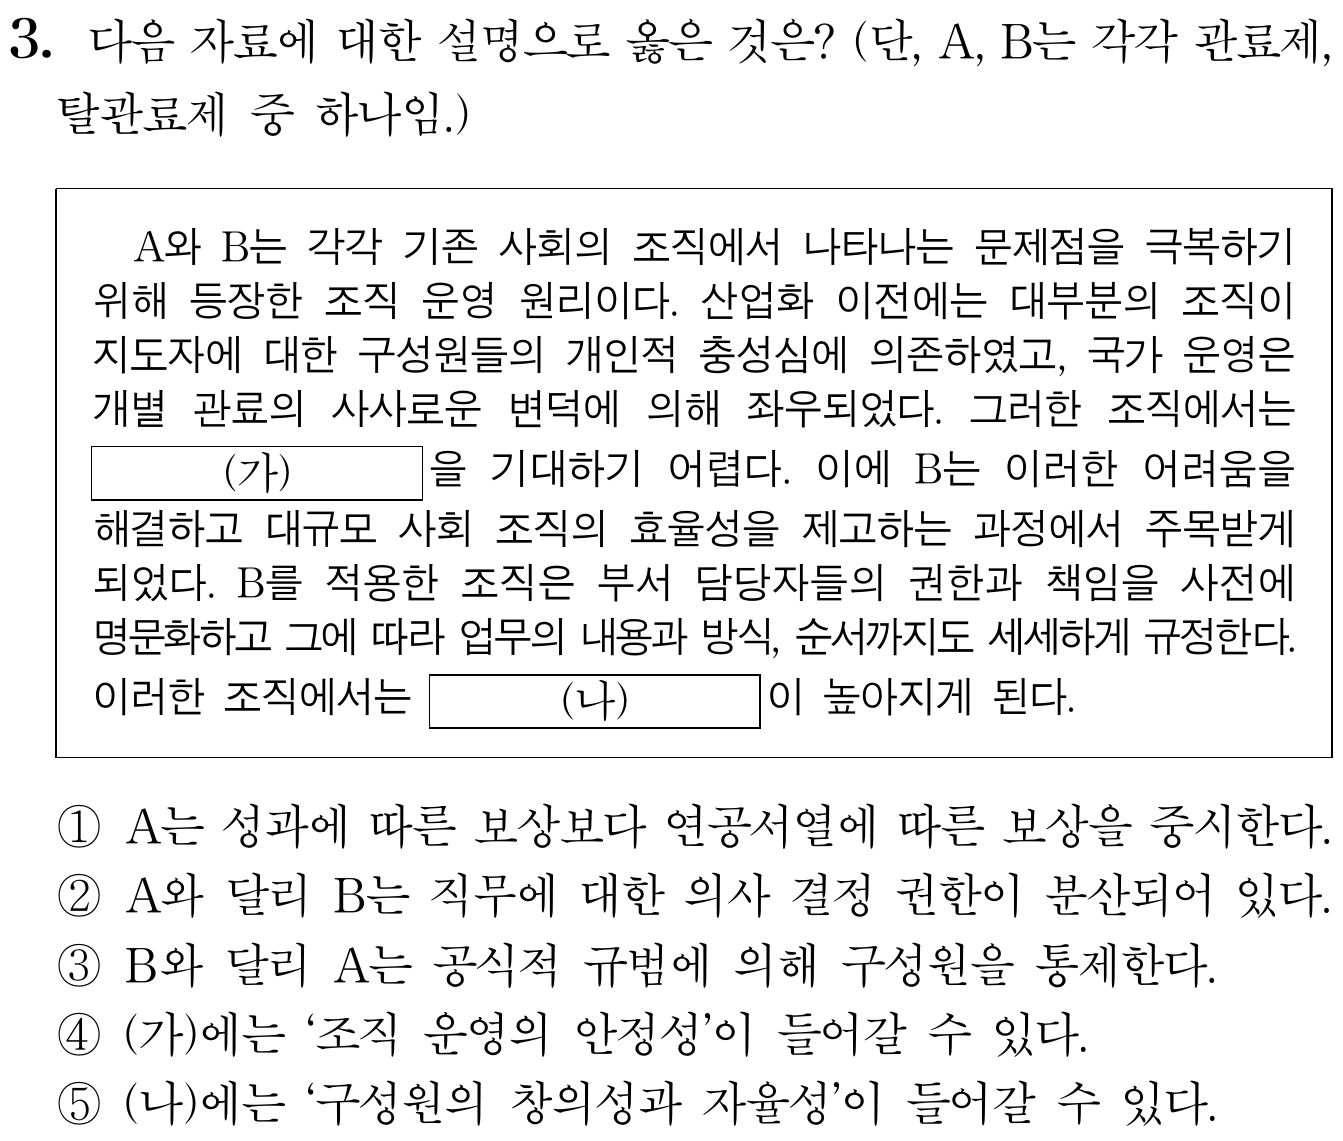 3. 다음 자료에 대한 설명으로 옳은 것은? (단, A, B는 각각 관료제,
탈관료제 중 하나임.)
A와 B는 각각 기존 사회의 조직에서 나타나는 문제점을 극복하기
위해 등장한 조직 운영 원리이다. 산업화 이전에는 대부분의 조직이
지도자에 대한 구성원들의 개인적 충성심에 의존하였고, 국가 운영은
개별 관료의 사사로운 변덕에 의해 좌우되었다. 그러한 조직에서는
(가) 을 기대하기 어렵다. 이에 B는 이러한 어려움을
해결하고 대규모 사회 조직의 효율성을 제고하는 과정에서 주목받게
되었다. B를 적용한 조직은 부서 담당자들의 권한과 책임을 사전에
명문화하고 그에 따라 업무의 내용과 방식, 순서까지도 세세하게 규정한다.
이러한 조직에서는 (나) 이 높아지게 된다.
① A는 성과에 따른 보상보다 연공서열에 따른 보상을 중시한다.
② A와 달리 B는 직무에 대한 의사 결정 권한이 분산되어 있다.
③ B와 달리 A는 공식적 규범에 의해 구성원을 통제한다.
④ (가)에는 ‘조직 운영의 안정성’이 들어갈 수 있다.
⑤ (나)에는 ‘구성원의 창의성과 자율성’이 들어갈 수 있다.